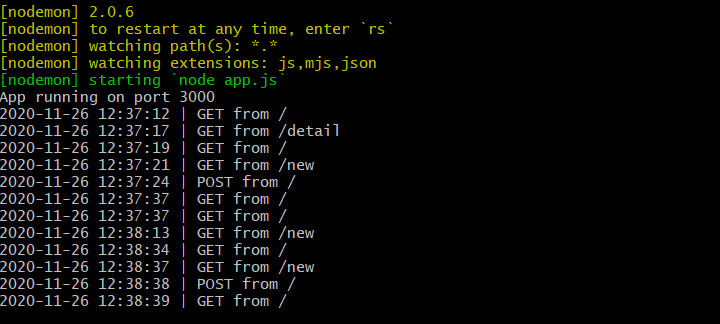 [nodemon] 2.0.6
[nodemon] to restart at any time, enter `rs`
[nodemon] watching path(s): *.*
[nodemon] watching extensions: js,mjs,json
[nodemon] starting `node app.js`
App running on port 3000
2020-11-26 12:37:12 | GET from /
2020-11-26 12:37:17 | GET from /detail
2020-11-26 12:37:19 | GET from /
2020-11-26 12:37:21 | GET from /new
2020-11-26 12:37:24 | POST from /
2020-11-26 12:37:37 | GET from /
2020-11-26 12:37:37 | GET from /
2020-11-26 12:38:13 | GET from /new
2020-11-26 12:38:34 | GET from /
2020-11-26 12:38:37 | GET from /new
2020-11-26 12:38:38 | POST from /
2020-11-26 12:38:39 | GET from /